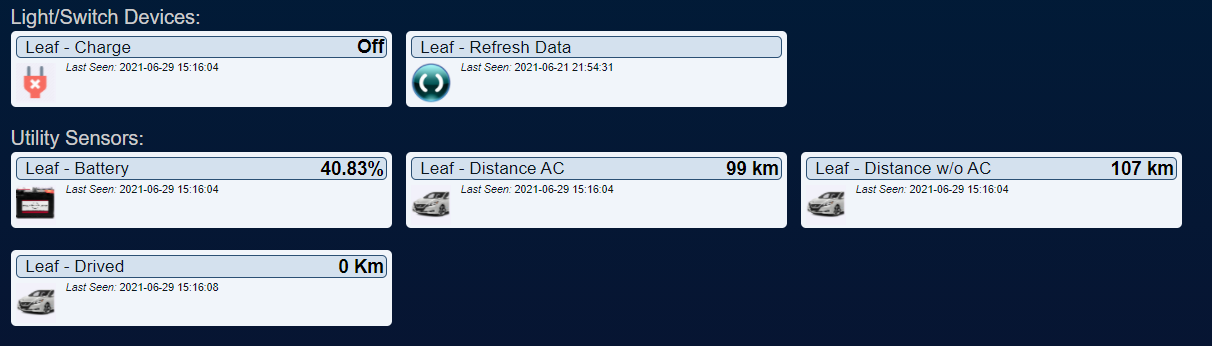 Light/Switch Devices:
Leaf - Charge Off
Last Seen: 2021-06-29 15:16:04
Leaf - Refresh Data
Last Seen: 2021-06-21 21:54:31
Utility Sensors:
Leaf - Battery 40.83%
Last Seen: 2021-06-29 15:16:04
Leaf - Distance AC 99 km
Last Seen: 2021-06-29 15:16:04
Leaf - Distance w/o AC 107 km
Last Seen: 2021-06-29 15:16:04
Leaf - Drived 0 Km
Last Seen: 2021-06-29 15:16:08